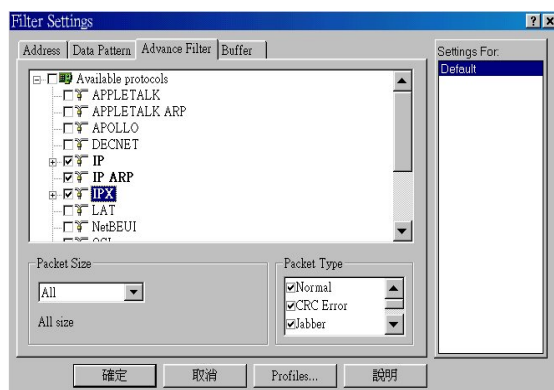 Filter Settings
Address
Data Pattern
Advance Filter
Buffer
Available protocols
APPLETALK
APPLETALK ARP
APOLLO
DECNET
IP
IP ARP
IPX
LAT
NetBEUI
Packet Size
All
All size
Packet Type
Normal
CRC Error
Jabber
Settings For:
Default
確定
取消
Profiles...
說明